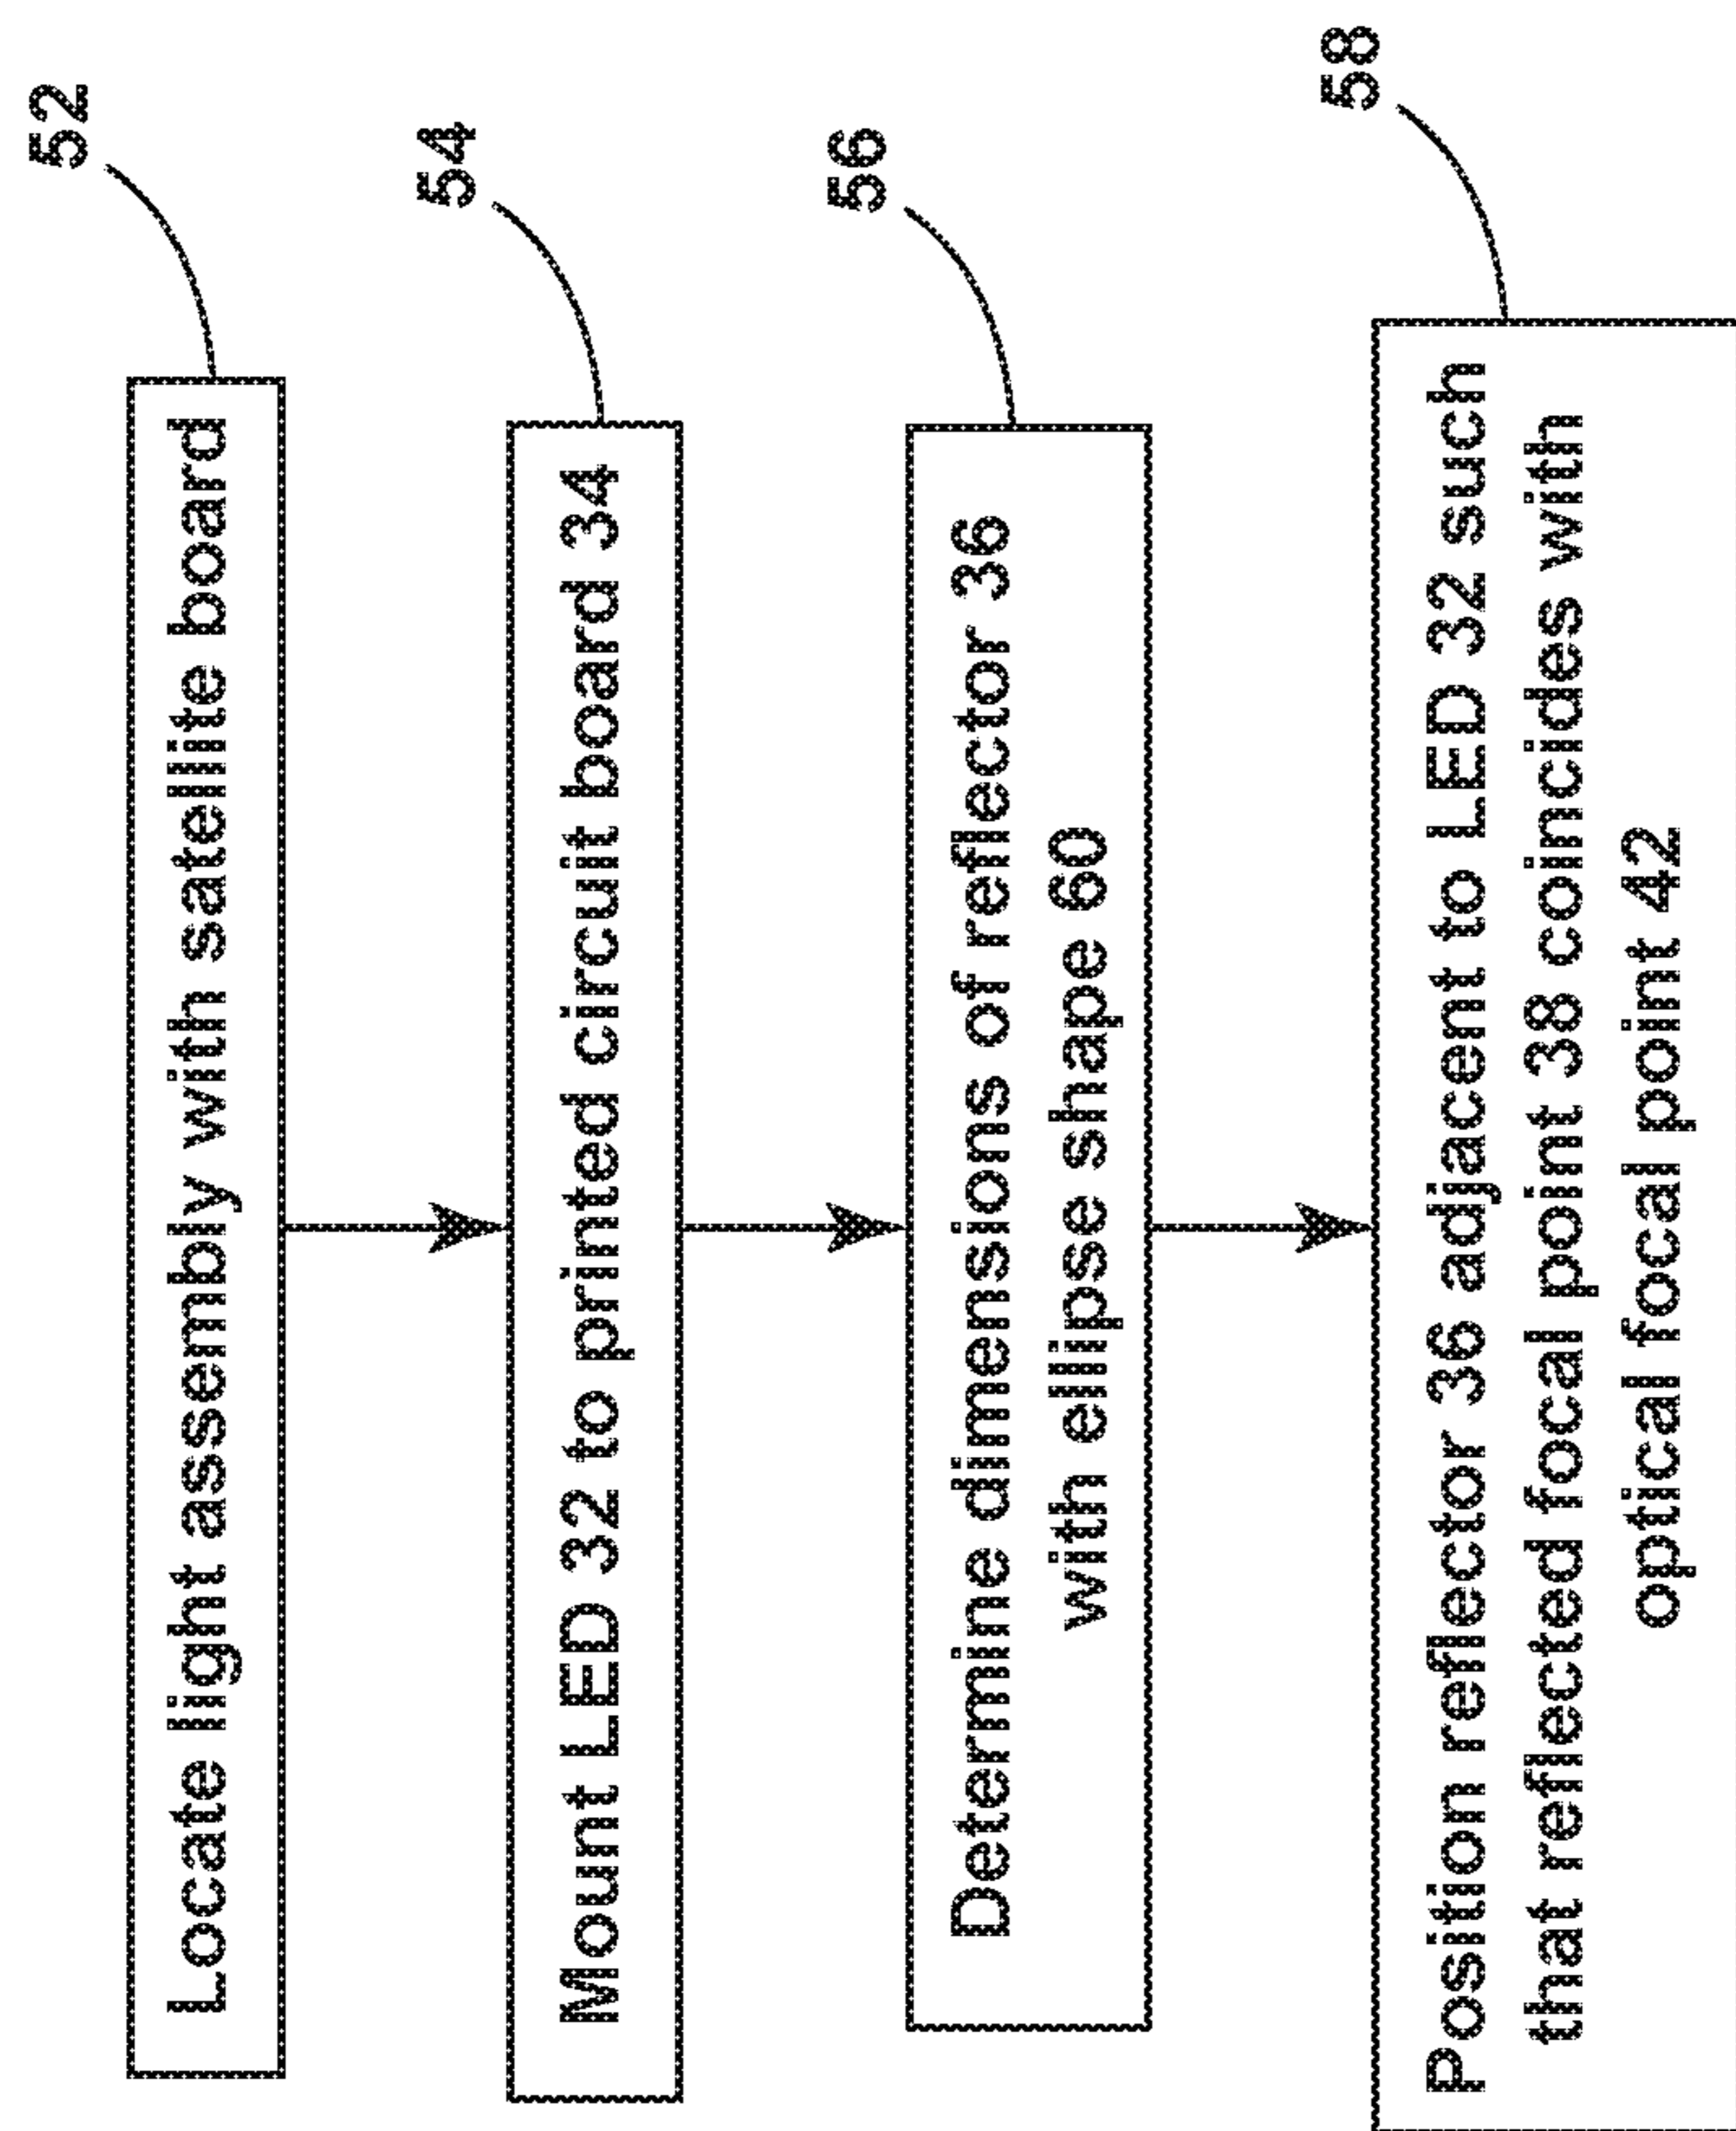 52
Locate light assembly with satellite board
54
Mount LED 32 to printed circuit board 34
56
Determine dimensions of reflector 36
with ellipse shape 60
58
Position reflector 36 adjacent to LED 32 such
that reflected focal point 38 coincides with
optical focal point 42